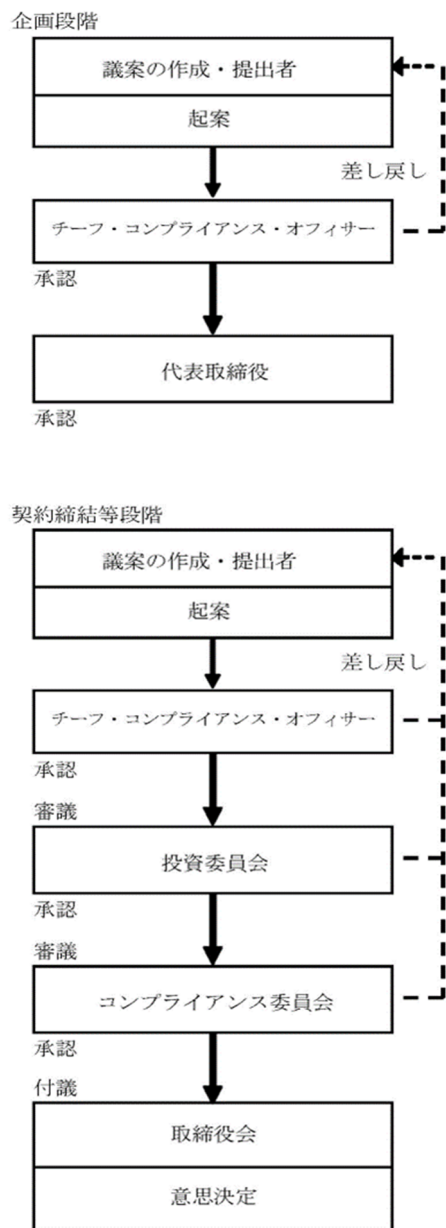 企画段階
議案の作成・提出者
起案
差し戻し
チーフ・コンプライアンス・オフィサー
承認
代表取締役
承認
契約締結等段階
議案の作成・提出者
起案
差し戻し
チーフ・コンプライアンス・オフィサー
承認
審議
投資委員会
承認
審議
コンプライアンス委員会
承認
付議
取締役会
意思決定